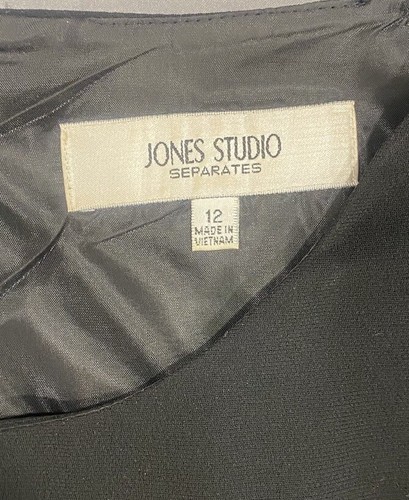 JONES STUDIO
SEPARATES
12
MADE IN
VIETNAM